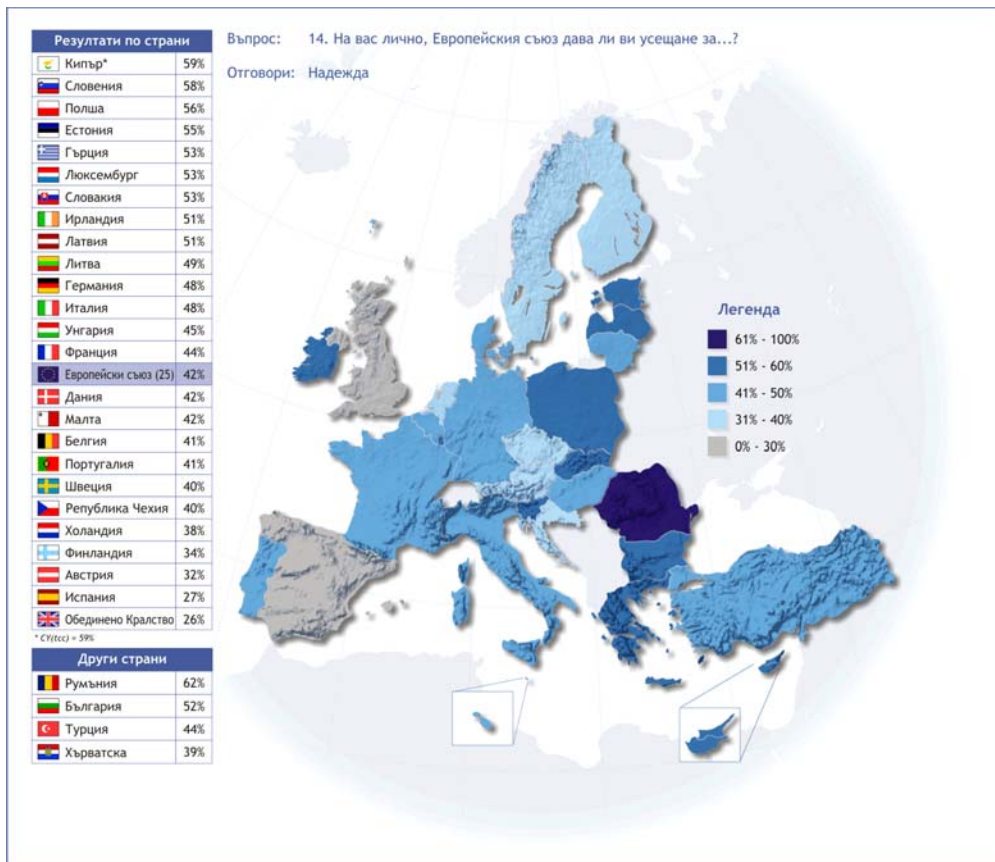 Резултати по страни
Кипър* 59%
Словения 58%
Полша 56%
Естония 55%
Гърция 53%
Люксембург 53%
Словакия 53%
Ирландия 51%
Латвия 51%
Литва 49%
Германия 48%
Италия 48%
Унгария 45%
Франция 44%
Европейски съюз (25) 42%
Дания 42%
Малта 42%
Белгия 41%
Португалия 41%
Швеция 40%
Република Чехия 40%
Холандия 38%
Финландия 34%
Австрия 32%
Испания 27%
Обединено Кралство 26%
* CY(tcc) = 59%
Други страни
Румъния 62%
България 52%
Турция 44%
Хърватска 39%
Въпрос: 14. На вас лично, Европейския съюз дава ли ви усещане за...?
Отговори: Надежда
Легенда
61% - 100%
51% - 60%
41% - 50%
31% - 40%
0% - 30%